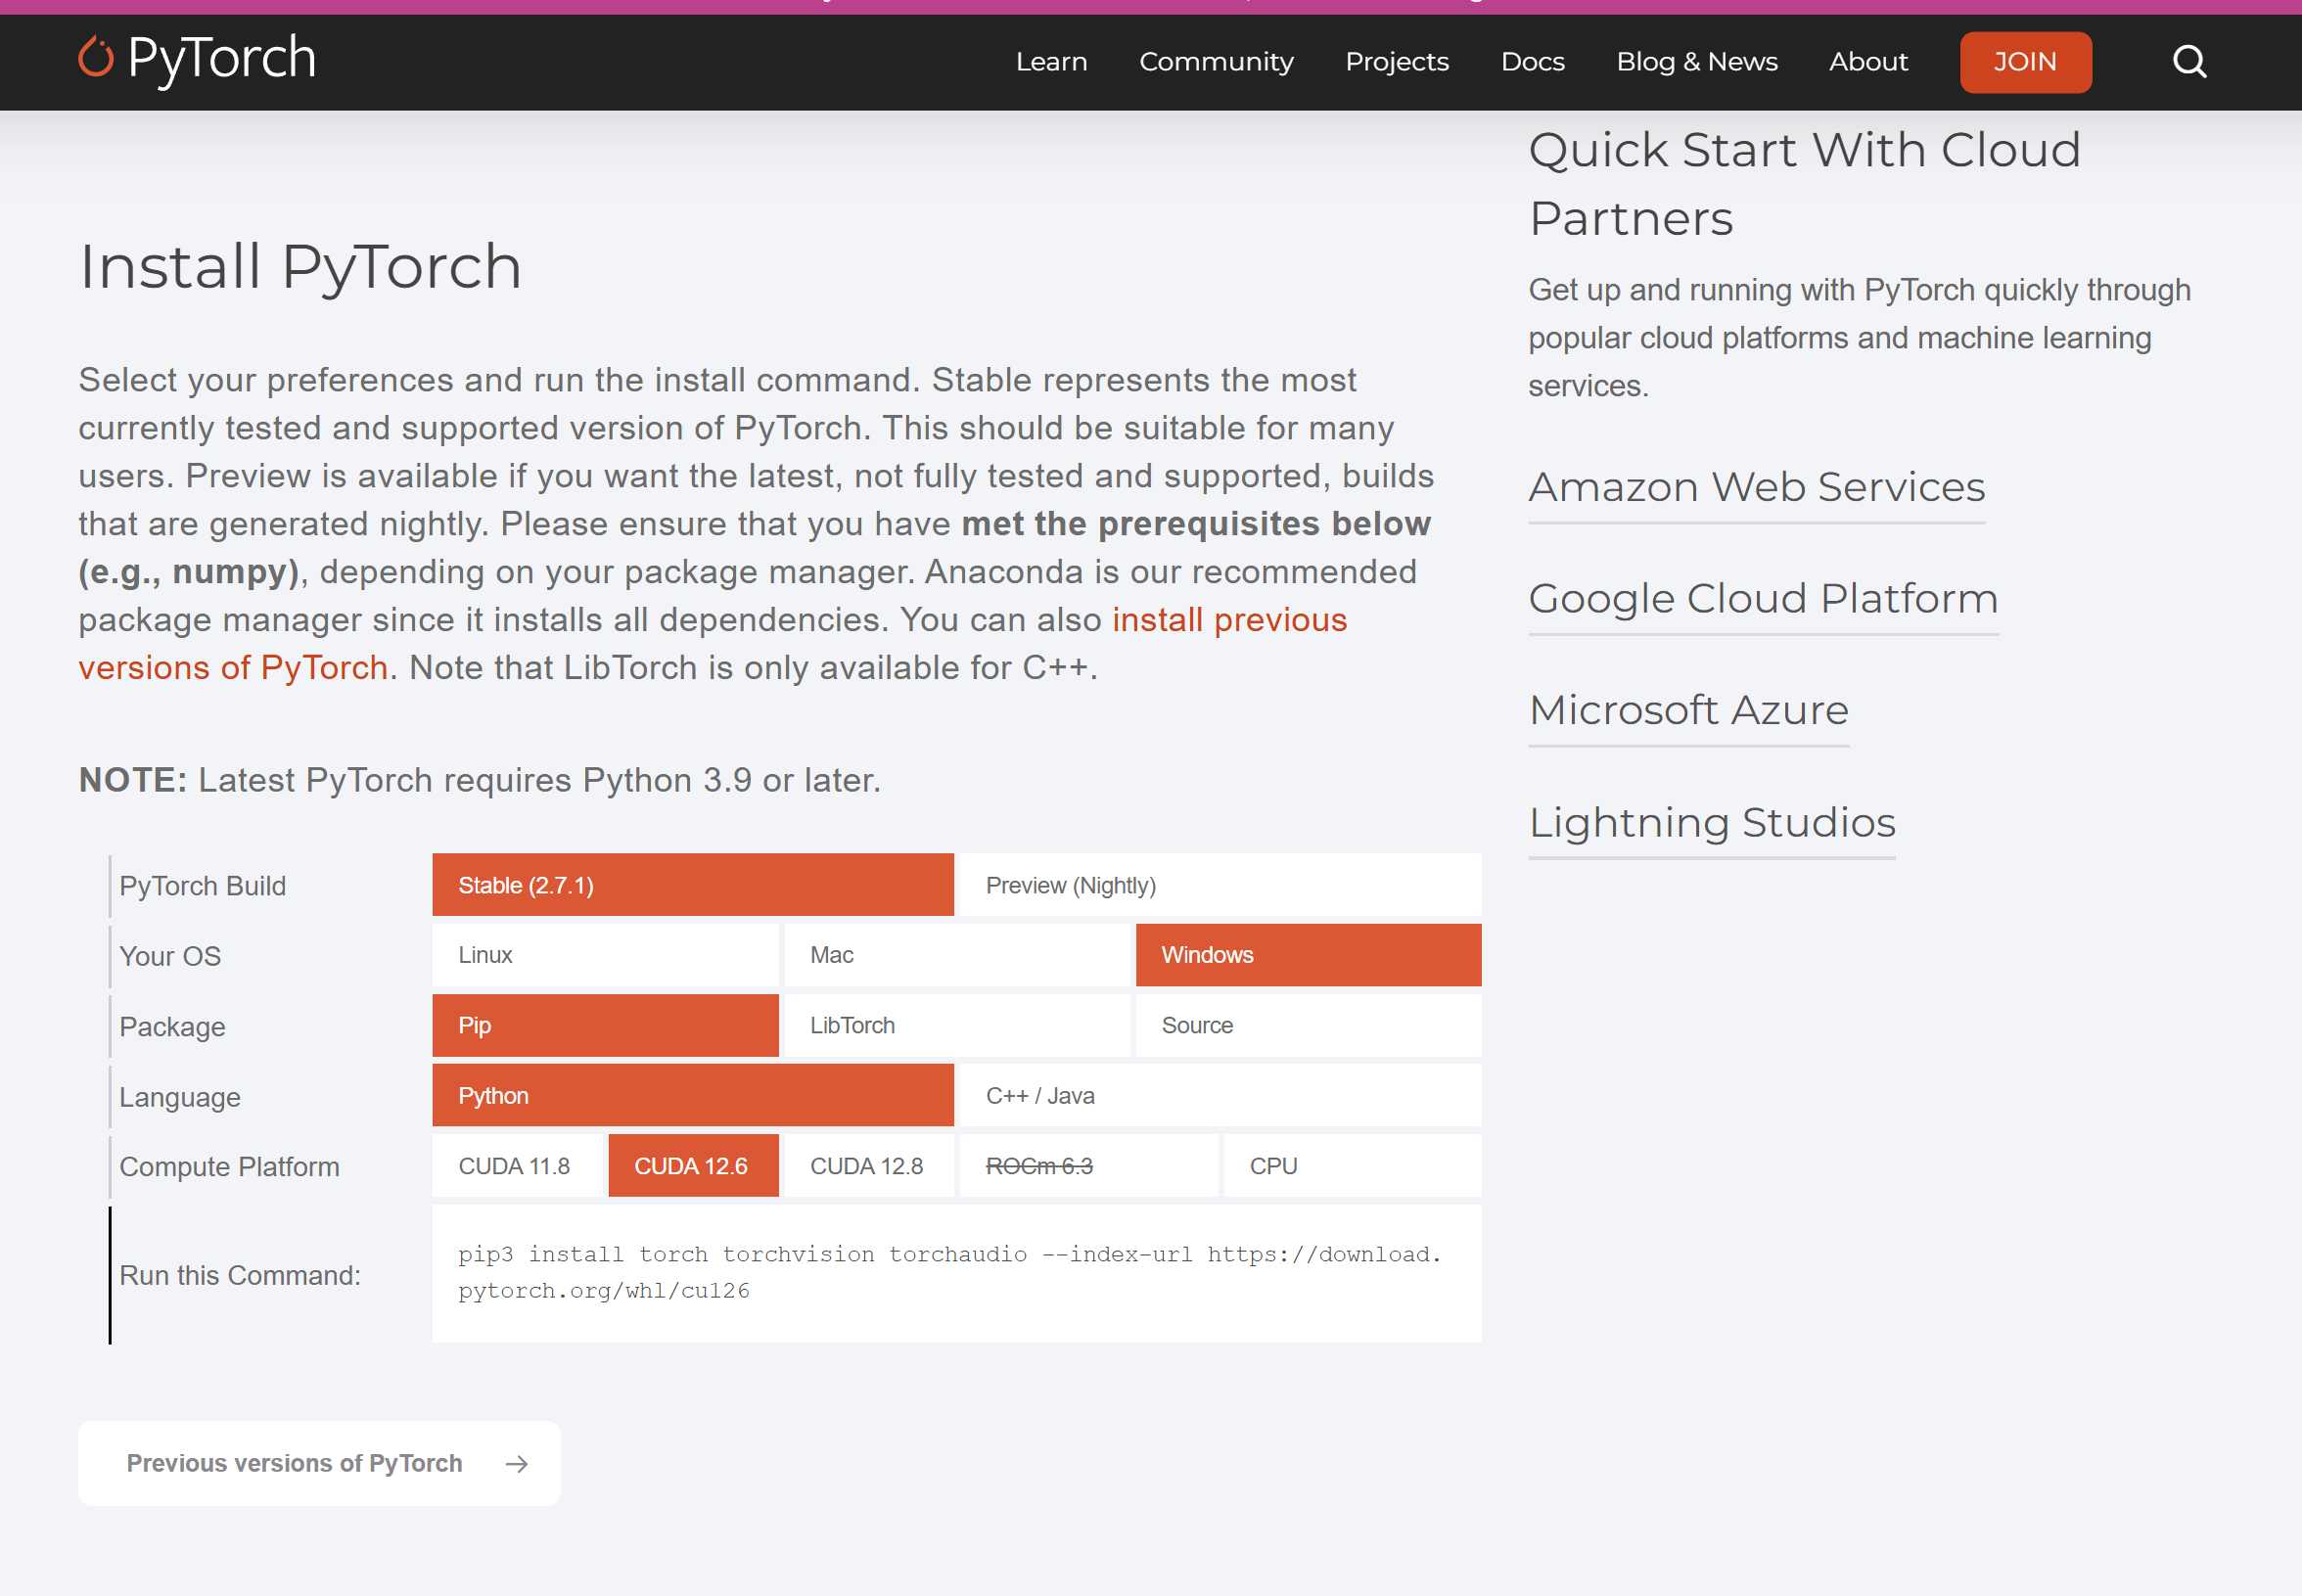 PyTorch
Learn Community Projects Docs Blog & News About JOIN
Install PyTorch
Select your preferences and run the install command. Stable represents the most
currently tested and supported version of PyTorch. This should be suitable for many
users. Preview is available if you want the latest, not fully tested and supported, builds
that are generated nightly. Please ensure that you have met the prerequisites below
(e.g., numpy), depending on your package manager. Anaconda is our recommended
package manager since it installs all dependencies. You can also install previous
versions of PyTorch. Note that LibTorch is only available for C++.
NOTE: Latest PyTorch requires Python 3.9 or later.
PyTorch Build Stable (2.7.1) Preview (Nightly)
Your OS Linux Mac Windows
Package Pip LibTorch Source
Language Python C++ / Java
Compute Platform CUDA 11.8 CUDA 12.6 CUDA 12.8 ROCm 6.3 CPU
Run this Command:
pip3 install torch torchvision torchaudio --index-url https://download.
pytorch.org/whl/cu126
Previous versions of PyTorch →
Quick Start With Cloud
Partners
Get up and running with PyTorch quickly through
popular cloud platforms and machine learning
services.
Amazon Web Services
Google Cloud Platform
Microsoft Azure
Lightning Studios